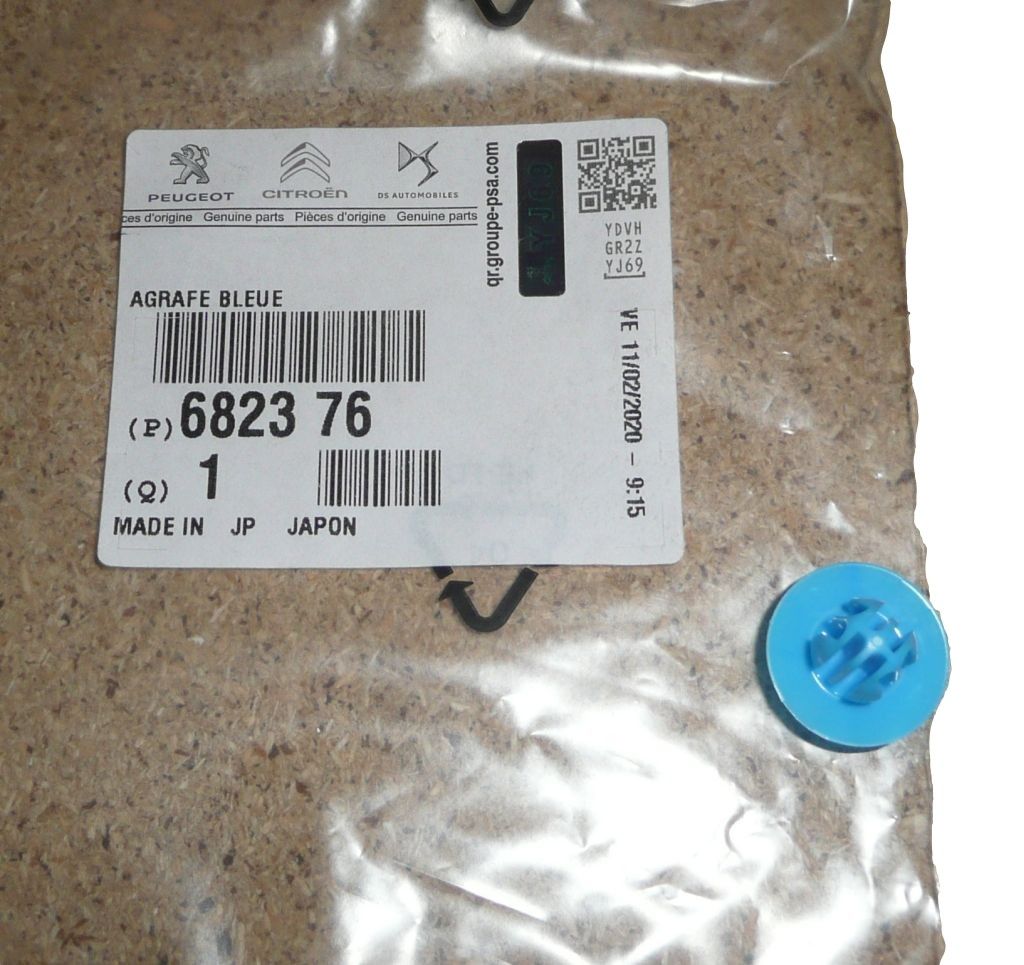 PEUGEOT CITROËN DS AUTOMOBILES
ces d'origine Genuine parts Pièces d'origine Genuine parts
qr.groupe-psa.com
YDVH
GR2Z
YJ69
AGRAFE BLEUE
(P) 6823 76
(Q) 1
MADE IN JP JAPON
VE 11/02/2020 - 9:15